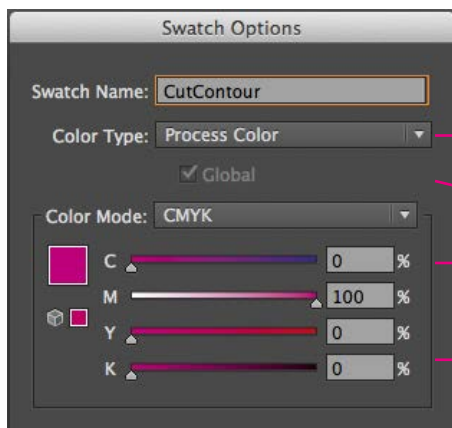 Swatch Options
Swatch Name: CutContour
Color Type: Process Color
Global
Color Mode: CMYK
C 0 %
M 100 %
Y 0 %
K 0 %